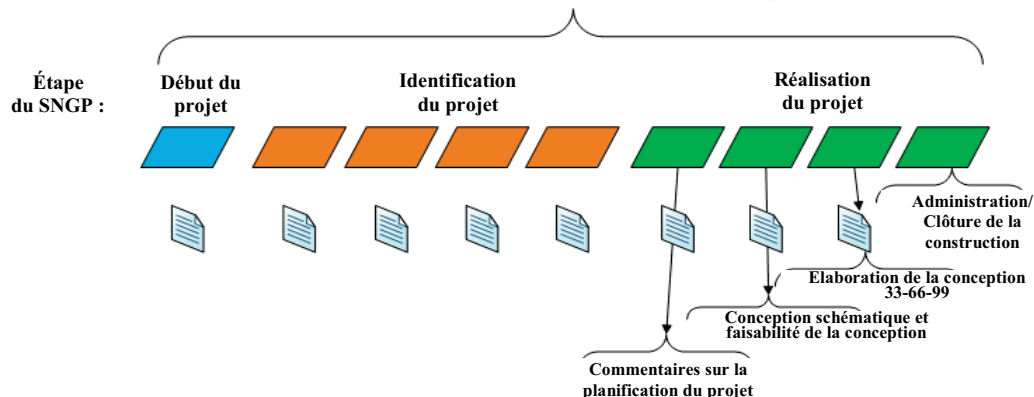 Étape
du SNGP :
Début du
projet
Identification
du projet
Réalisation
du projet
Administration/
Clôture de la
construction
Elaboration de la conception
33-66-99
Conception schématique et
faisabilité de la conception
Commentaires sur la
planification du projet